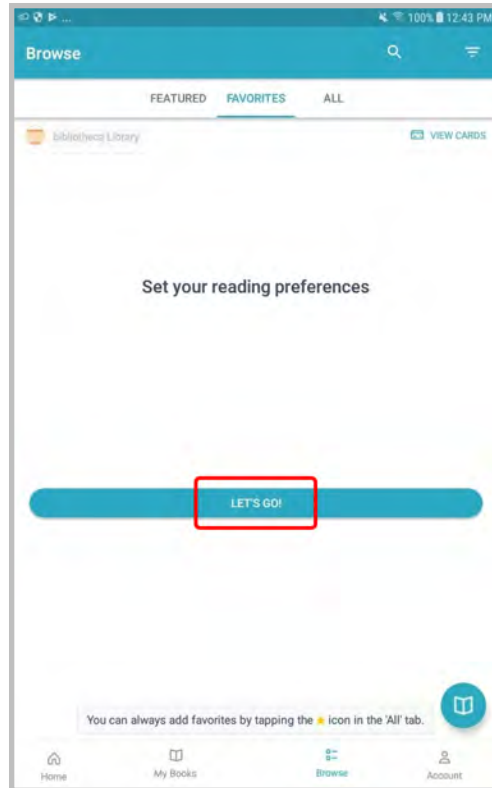 100% 12:43 PM
Browse
FEATURED FAVORITES ALL
bibliotheca Library VIEW CARDS
Set your reading preferences
LET'S GO!
You can always add favorites by tapping the icon in the 'All' tab.
Home My Books Browse Account